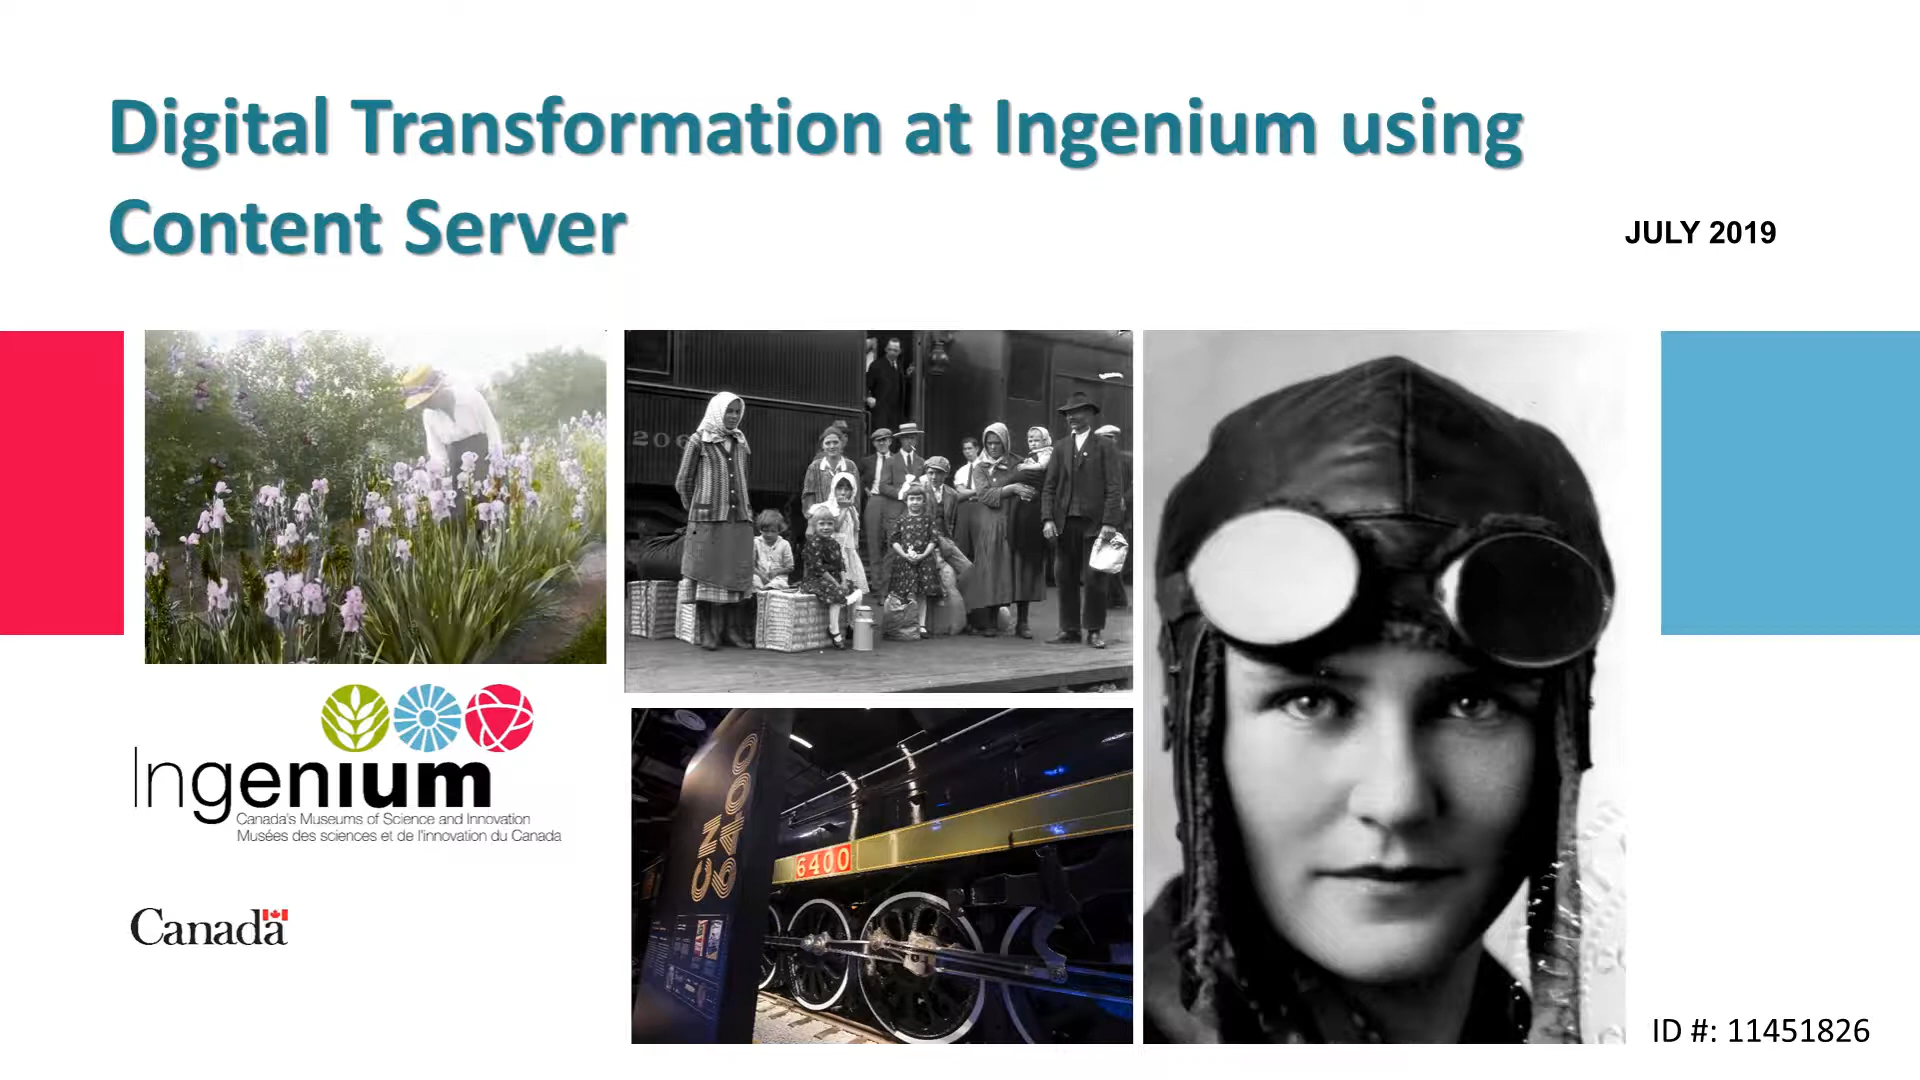 Digital Transformation at Ingenium using
Content Server
JULY 2019
206
CN
6400
6400
Ingenium
Canada's Museums of Science and Innovation
Musées des sciences et de l'innovation du Canada
Canada
ID #: 11451826